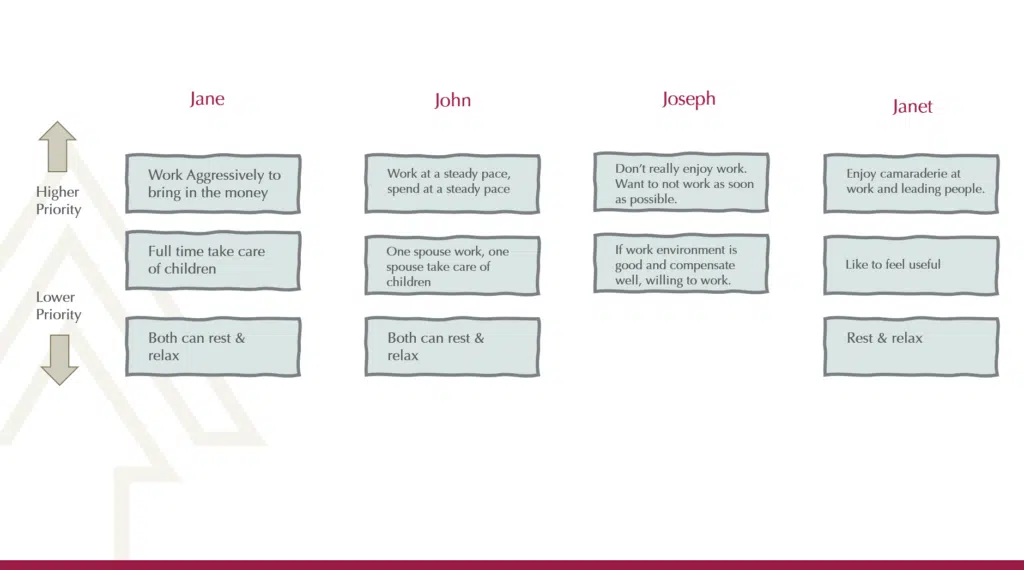 Jane
John
Joseph
Janet
Higher
Priority
Lower
Priority
Work Aggressively to
bring in the money
Full time take care
of children
Both can rest &
relax
Work at a steady pace,
spend at a steady pace
One spouse work, one
spouse take care of
children
Both can rest &
relax
Don't really enjoy work.
Want to not work as soon
as possible.
If work environment is
good and compensate
well, willing to work.
Enjoy camaraderie at
work and leading people.
Like to feel useful
Rest & relax